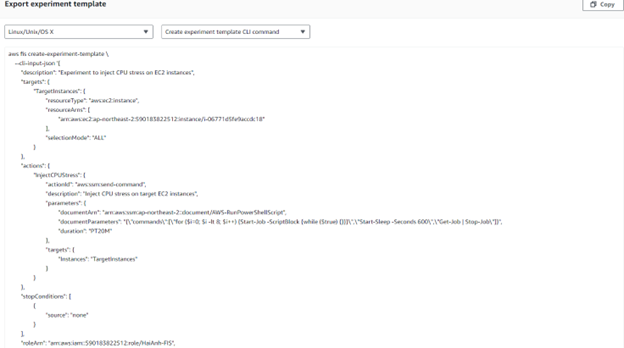 Export experiment template
Copy
Linux/Unix/OS X
Create experiment template CLI command
aws fis create-experiment-template \
--cli-input-json '{
"description": "Experiment to inject CPU stress on EC2 instances",
"targets": {
"TargetInstances": {
"resourceType": "aws:ec2:instance",
"resourceArns": [
"arn:aws:ec2:ap-northeast-2:590183822512:instance/i-06771d5fe9accdc18"
],
"selectionMode": "ALL"
}
},
"actions": {
"InjectCPUStress": {
"actionId": "aws:ssm:send-command",
"description": "Inject CPU stress on target EC2 instances",
"parameters": {
"documentArn": "arn:aws:ssm:ap-northeast-2::document/AWS-RunPowerShellScript",
"documentParameters": "{\"commands\":[\"for ($i=0; $i -lt 8; $i++) {Start-Job -ScriptBlock {while ($true) {}}}\",\"Start-Sleep -Seconds 600\",\"Get-Job | Stop-Job\"]}",
"duration": "PT20M"
},
"targets": {
"Instances": "TargetInstances"
}
}
},
"stopConditions": [
{
"source": "none"
}
],
"roleArn": "arn:aws:iam::590183822512:role/HaiAnh-FIS",